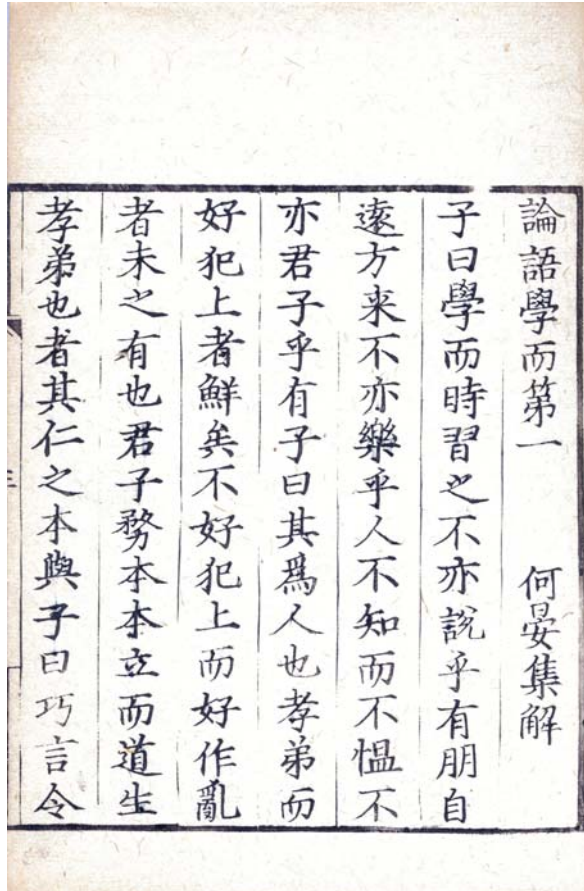 論語學而第一 何晏集解
子曰學而時習之不亦說乎有朋自
遠方來不亦樂乎人不知而不慍不
亦君子乎有子曰其爲人也孝弟而
好犯上者鮮矣不好犯上而好作亂
者未之有也君子務本本立而道生
孝弟也者其仁之本與子曰巧言令